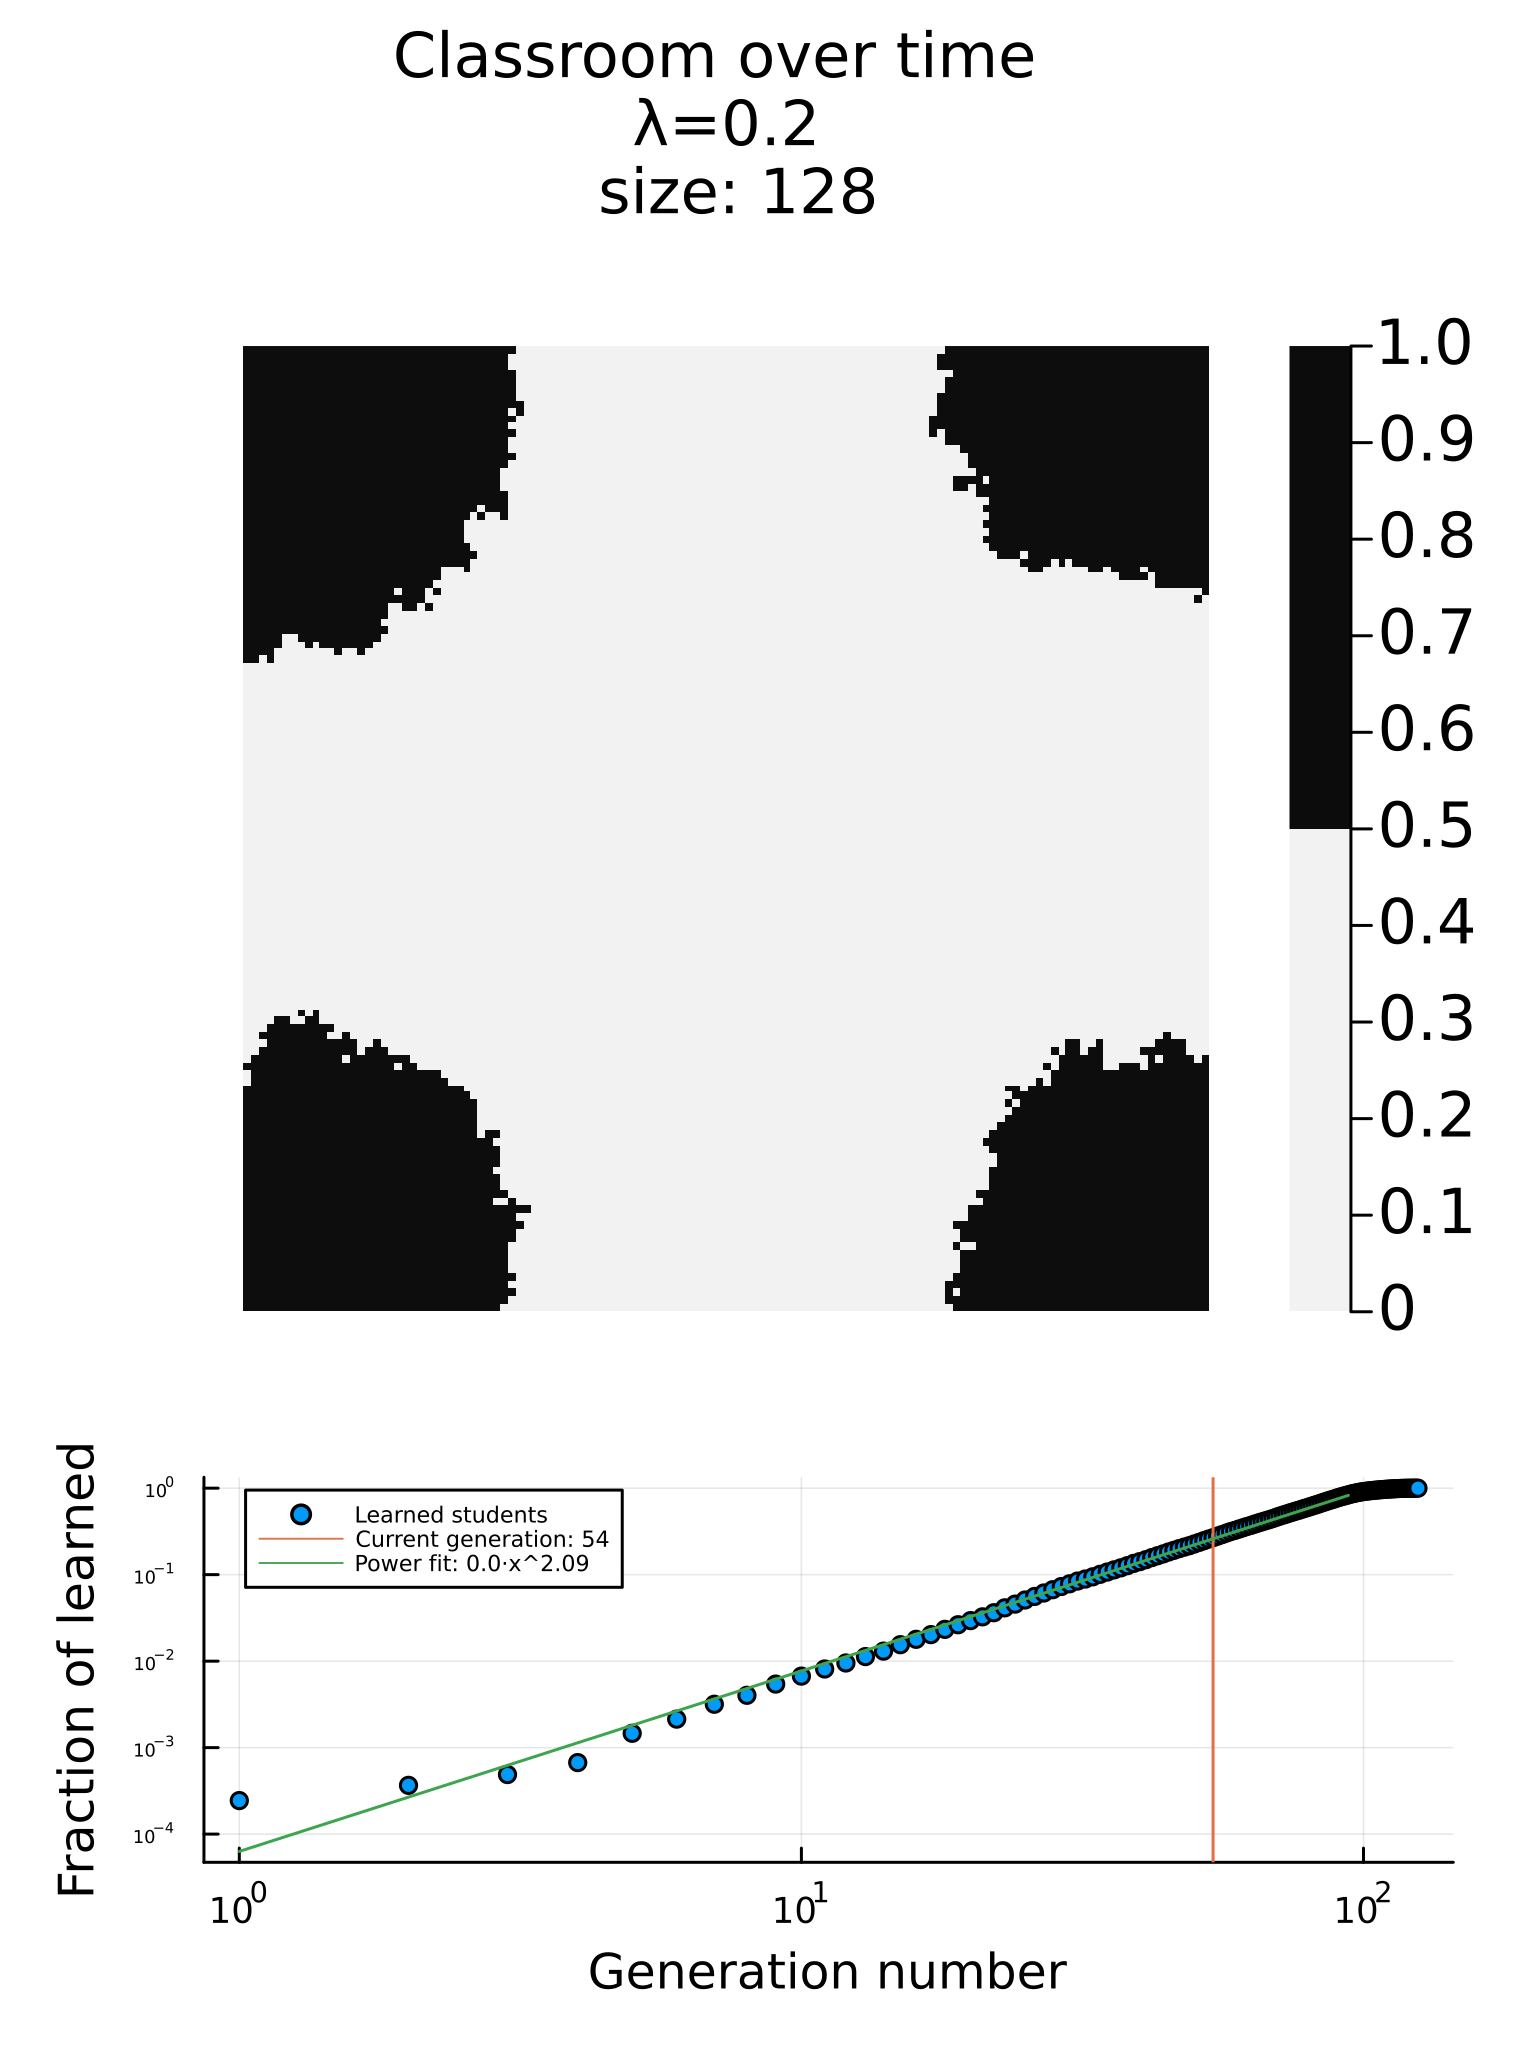 Classroom over time
λ=0.2
size: 128
1.0
0.9
0.8
0.7
0.6
0.5
0.4
0.3
0.2
0.1
0
Fraction of learned
10⁰
10⁻¹
10⁻²
10⁻³
10⁻⁴
Learned students
Current generation: 54
Power fit: 0.0·x^2.09
10⁰
10¹
10²
Generation number